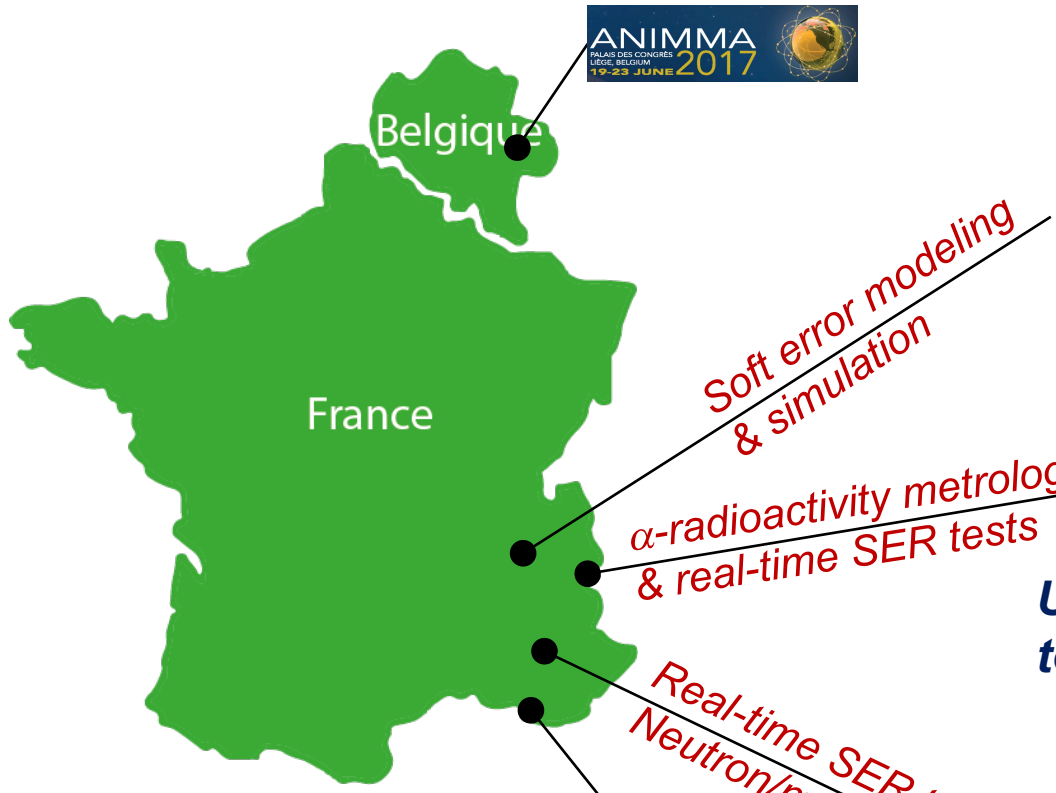 ANIMMA
PALAIS DES CONGRÈS
LIÈGE, BELGIUM
2017
19-23 JUNE
Belgique
France
Soft error modeling
& simulation
α-radioactivity
& real-time SER tests
Real-time SER